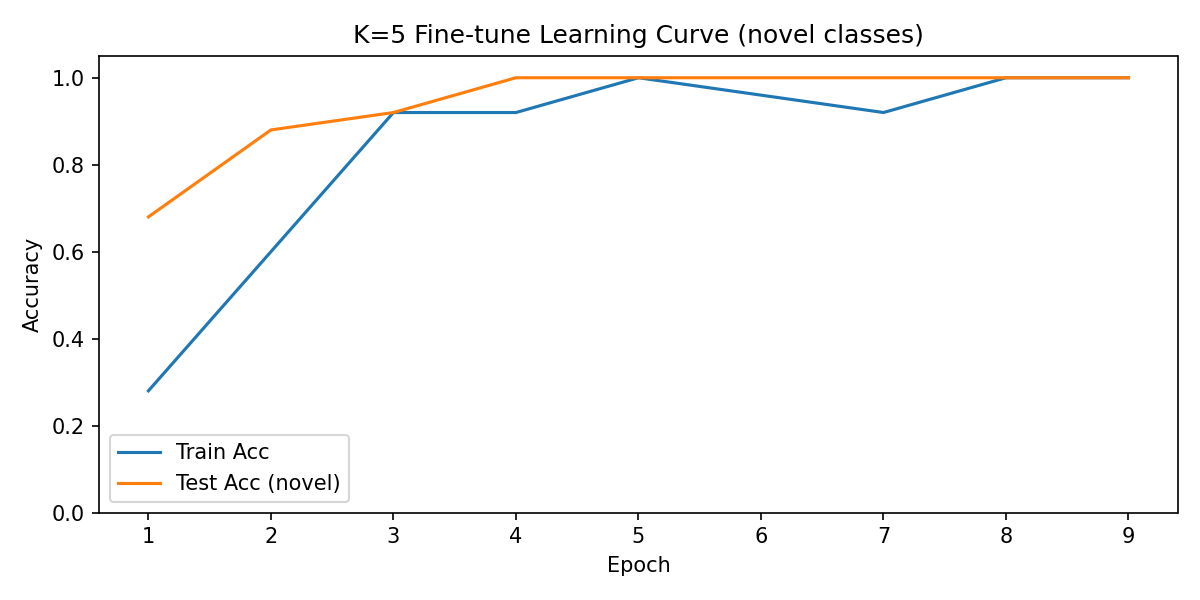 K=5 Fine-tune Learning Curve (novel classes)
1.0
0.8
0.6
0.4
0.2
0.0
Accuracy
Train Acc
Test Acc (novel)
1 2 3 4 5 6 7 8 9
Epoch